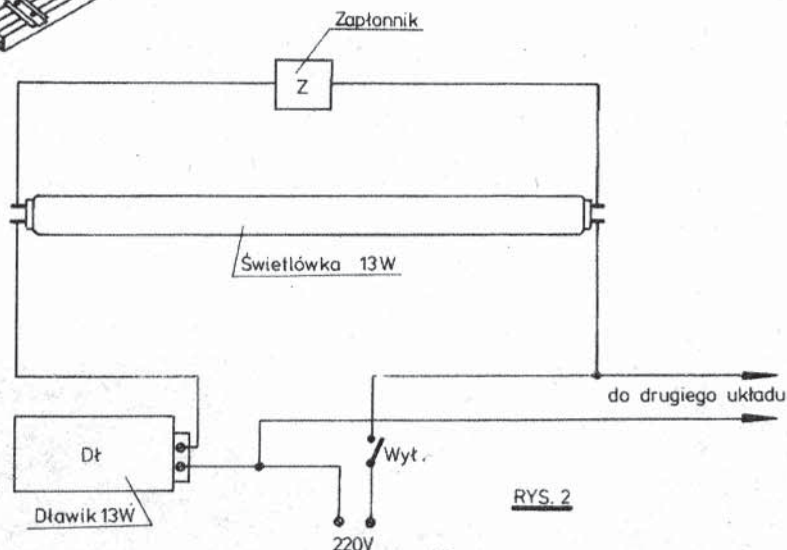 Zapłonnik
Z
Świetlówka 13W
do drugiego układu
Dł
Wył.
Dławik 13W
RYS. 2
220V